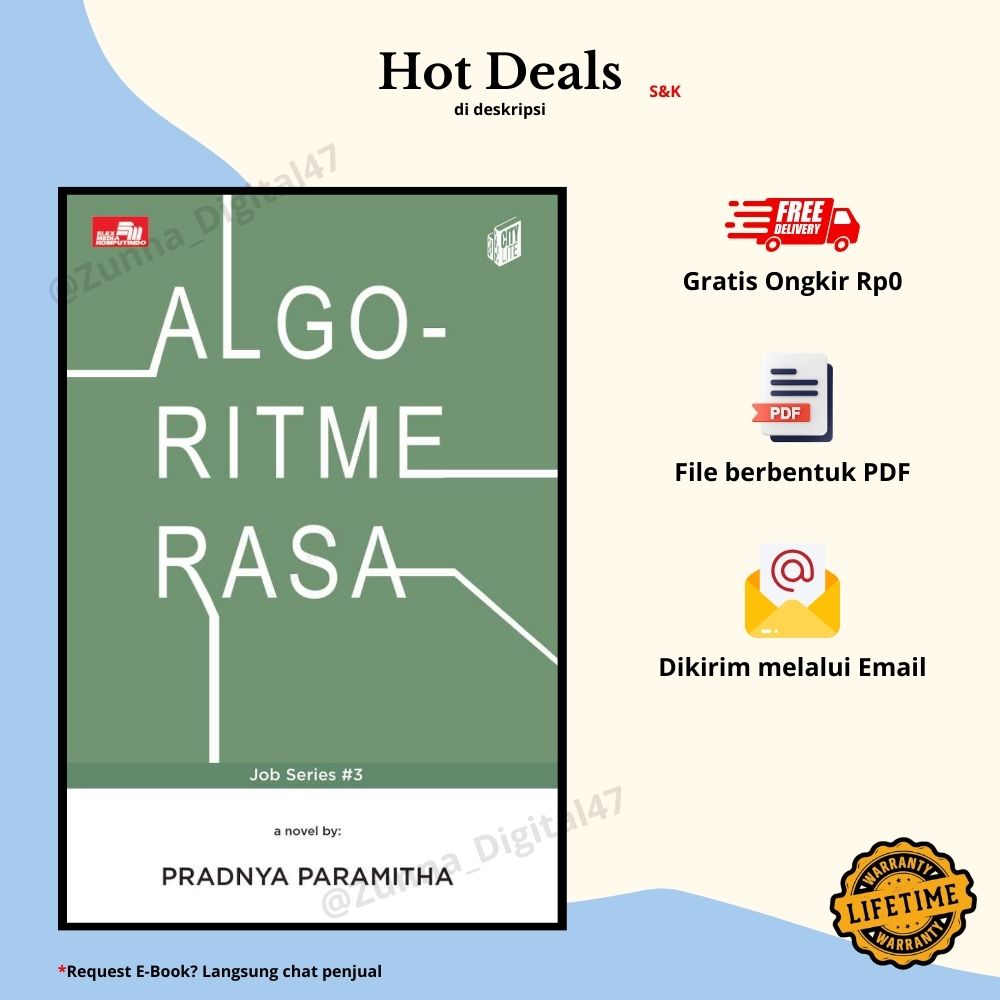 Hot Deals
S&K
di deskripsi
@Zunna_Digital47
ELEX
MEDIA
KOMPUTINDO
CITY
LITE
ALGO-
RITME
RASA
Job Series #3
a novel by:
PRADNYA PARAMITHA
@Zunna_Digital47
FREE
DELIVERY
Gratis Ongkir Rp0
PDF
File berbentuk PDF
@
Dikirim melalui Email
WARRANTY
LIFETIME
WARRANTY
*Request E-Book? Langsung chat penjual